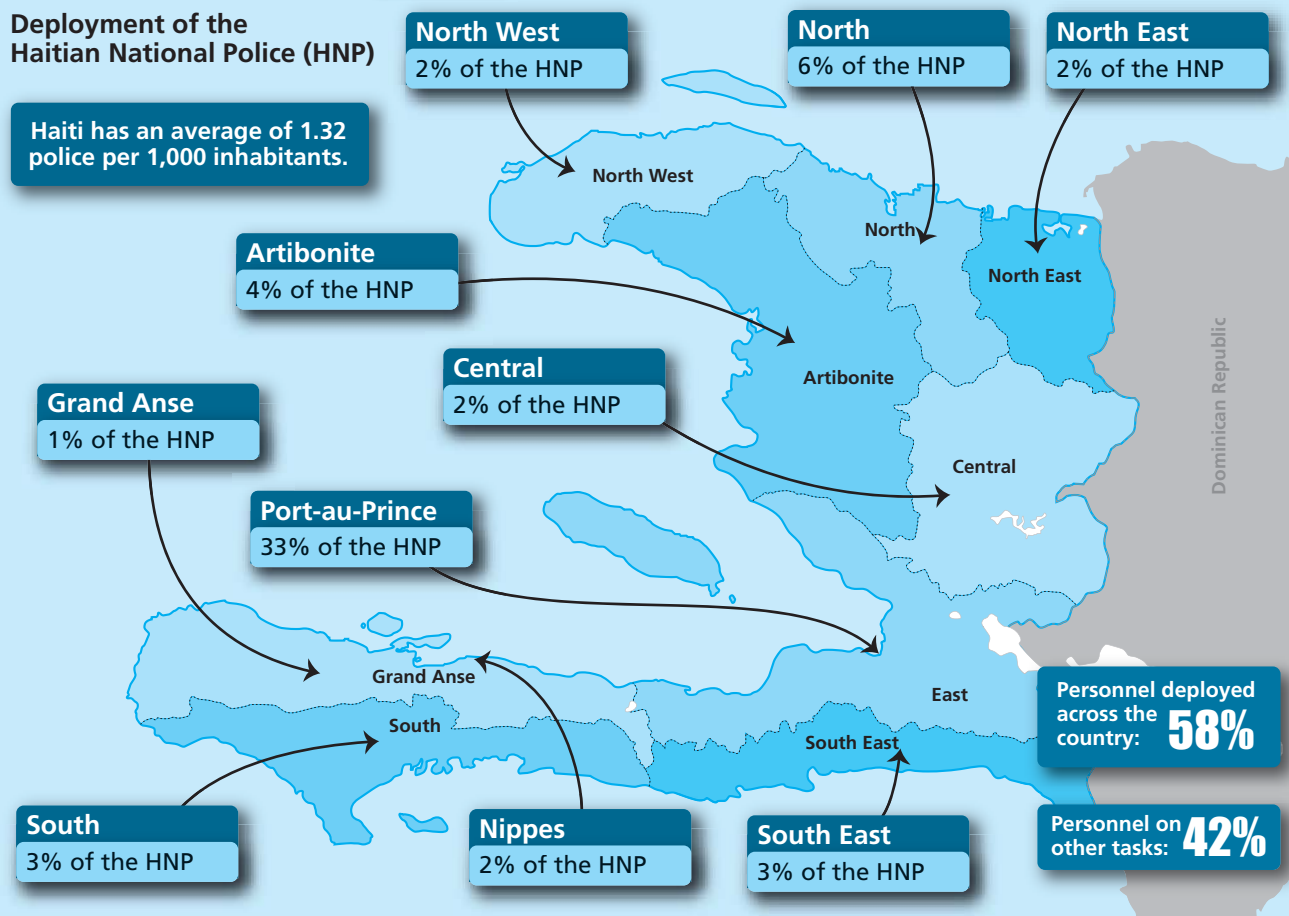 Deployment of the
Haitian National Police (HNP)
Haiti has an average of 1.32
police per 1,000 inhabitants.
North West
2% of the HNP
North
6% of the HNP
North East
2% of the HNP
Artibonite
4% of the HNP
Central
2% of the HNP
Grand Anse
1% of the HNP
Port-au-Prince
33% of the HNP
North West
North
North East
Artibonite
Central
Dominican Republic
Grand Anse
South
East
South East
South
3% of the HNP
Nippes
2% of the HNP
South East
3% of the HNP
Personnel deployed
across the
country: 58%
Personnel on
other tasks: 42%